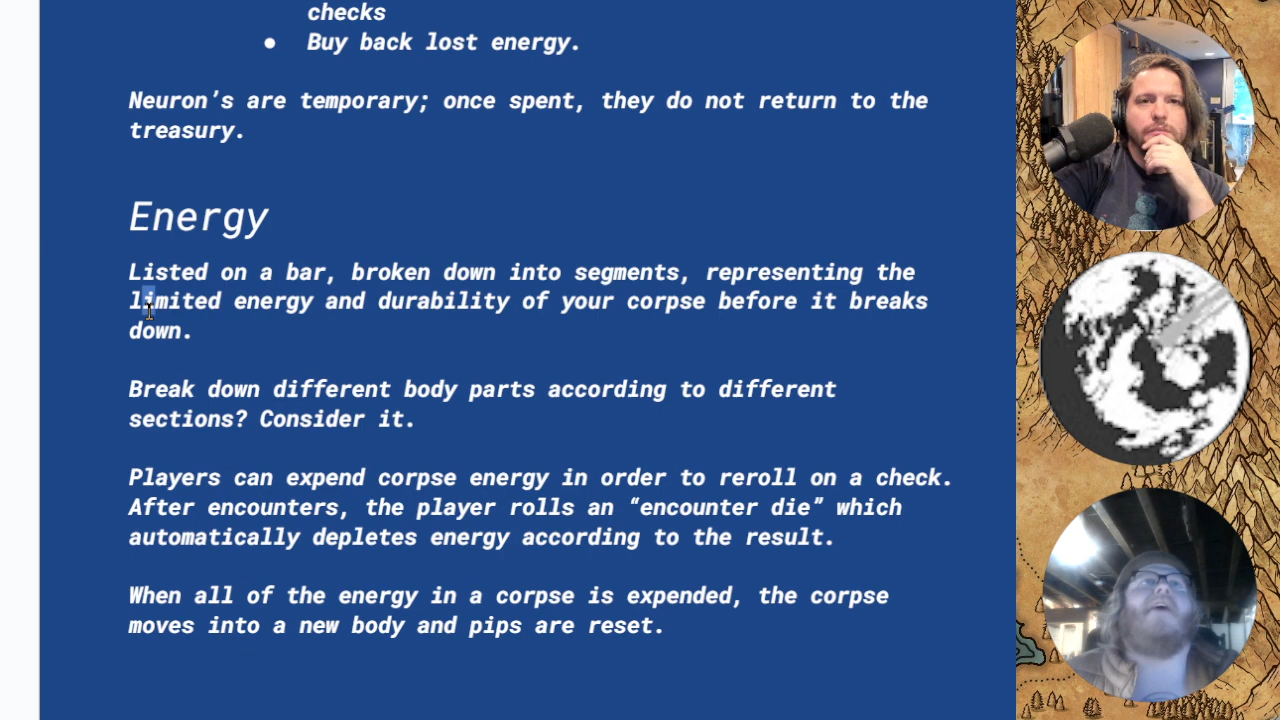 checks
● Buy back lost energy.
Neuron’s are temporary; once spent, they do not return to the
treasury.
Energy
Listed on a bar, broken down into segments, representing the
limited energy and durability of your corpse before it breaks
down.
Break down different body parts according to different
sections? Consider it.
Players can expend corpse energy in order to reroll on a check.
After encounters, the player rolls an “encounter die” which
automatically depletes energy according to the result.
When all of the energy in a corpse is expended, the corpse
moves into a new body and pips are reset.